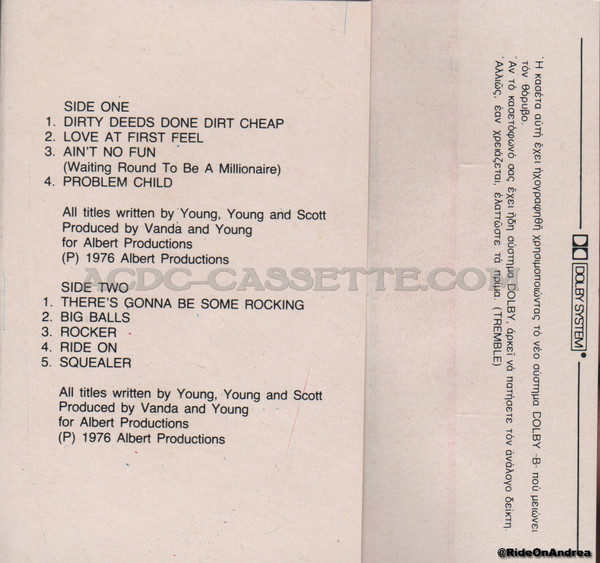 SIDE ONE
1. DIRTY DEEDS DONE DIRT CHEAP
2. LOVE AT FIRST FEEL
3. AIN'T NO FUN
(Waiting Round To Be A Millionaire)
4. PROBLEM CHILD
All titles written by Young, Young and Scott
Produced by Vanda and Young
for Albert Productions
(P) 1976 Albert Productions
ACDC-CASSETTE.COM
SIDE TWO
1. THERE'S GONNA BE SOME ROCKING
2. BIG BALLS
3. ROCKER
4. RIDE ON
5. SQUEALER
All titles written by Young, Young and Scott
Produced by Vanda and Young
for Albert Productions
(P) 1976 Albert Productions
Ἡ κασέτα αὐτή ἔχει ἠχογραφηθῆ χρησιμοποιώντας τό νέο σύστημα DOLBY -B- πού μειώνει
τόν θόρυβο.
Ἄν τό κασετόφωνό σας ἔχει ἤδη σύστημα DOLBY, ἀρκεῖ νά πατήσετε τόν ἀνάλογο δείκτη.
Ἀλλιῶς, ἐάν χρειάζεται, ἐλαττῶστε τά πρίμα. (TREMBLE)
DOLBY SYSTEM
@RideOnAndrea